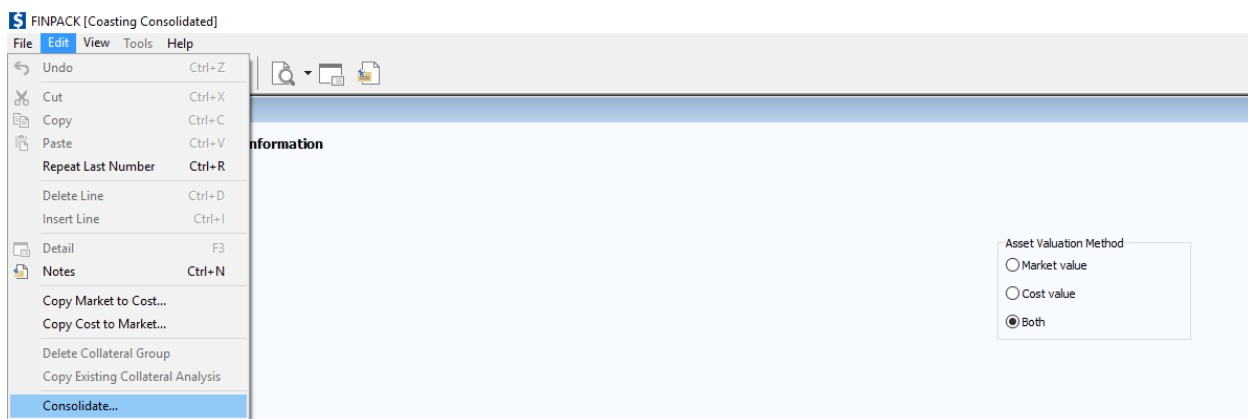 FINPACK [Coasting Consolidated]
File Edit View Tools Help
Undo Ctrl+Z
Cut Ctrl+X
Copy Ctrl+C
Paste Ctrl+V
nformation
Repeat Last Number Ctrl+R
Delete Line Ctrl+D
Insert Line Ctrl+I
Detail F3
Notes Ctrl+N
Copy Market to Cost...
Copy Cost to Market...
Delete Collateral Group
Copy Existing Collateral Analysis
Consolidate...
Asset Valuation Method
Market value
Cost value
Both